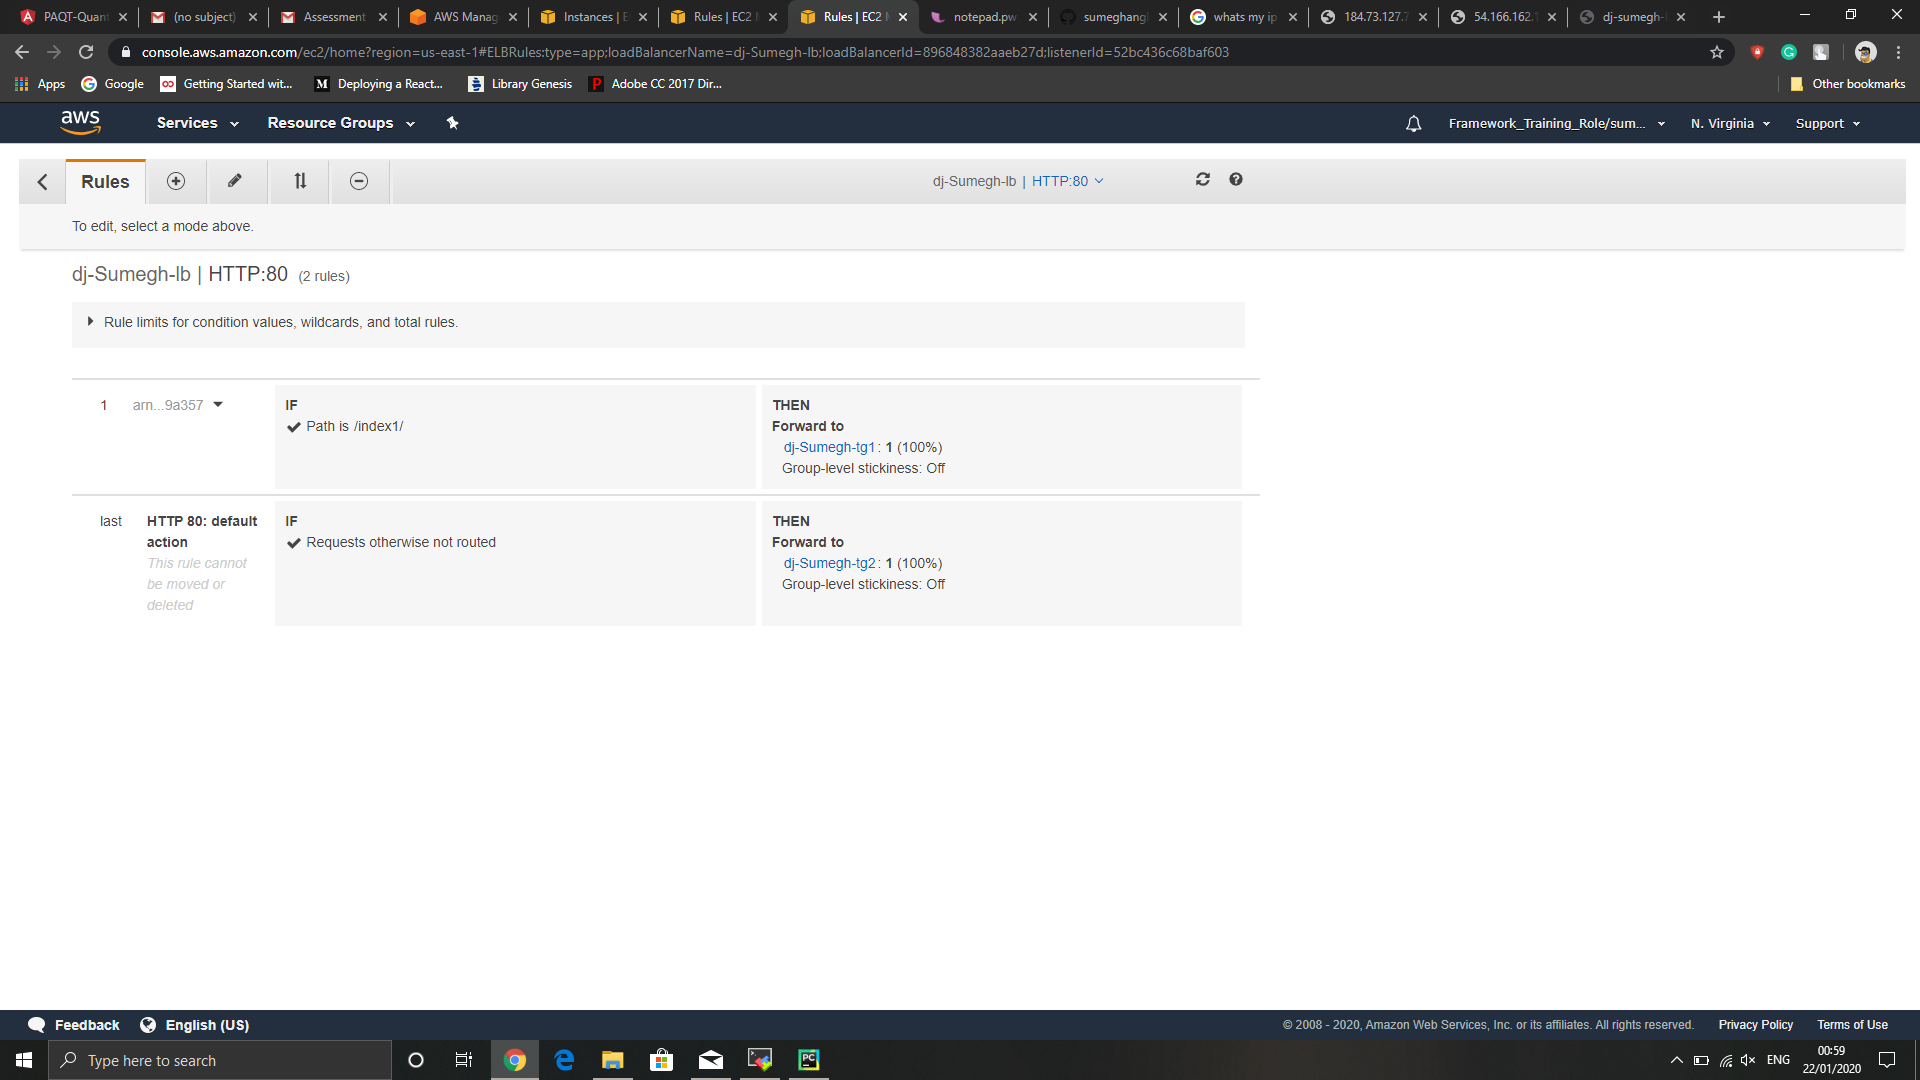 PAQT-Quant
(no subject)
Assessment
AWS Manag
Instances | E
Rules | EC2 M
Rules | EC2 M
notepad.pw
sumeghang
whats my ip
184.73.127.7
54.166.162.1
dj-sumegh-l
console.aws.amazon.com/ec2/home?region=us-east-1#ELBRules:type=app;loadBalancerName=dj-Sumegh-lb;loadBalancerId=896848382aaeb27d;listenerId=52bc436c68baf603
Apps
Google
Getting Started wit...
Deploying a React...
Library Genesis
Adobe CC 2017 Dir...
Other bookmarks
aws
Services
Resource Groups
Framework_Training_Role/sum...
N. Virginia
Support
Rules
dj-Sumegh-lb | HTTP:80
To edit, select a mode above.
dj-Sumegh-lb | HTTP:80 (2 rules)
Rule limits for condition values, wildcards, and total rules.
1
arn...9a357
IF
Path is /index1/
THEN
Forward to
dj-Sumegh-tg1: 1 (100%)
Group-level stickiness: Off
last
HTTP 80: default
action
This rule cannot
be moved or
deleted
IF
Requests otherwise not routed
THEN
Forward to
dj-Sumegh-tg2: 1 (100%)
Group-level stickiness: Off
Feedback
English (US)
© 2008 - 2020, Amazon Web Services, Inc. or its affiliates. All rights reserved.
Privacy Policy
Terms of Use
Type here to search
ENG
00:59
22/01/2020